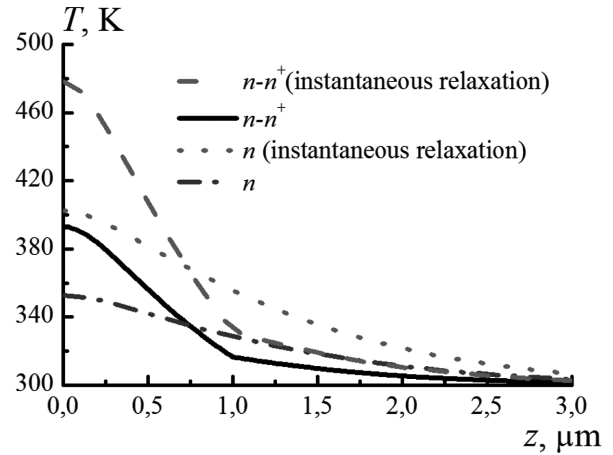 T, K
500
n-n⁺(instantaneous relaxation)
460
n-n⁺
n (instantaneous relaxation)
420
n
380
340
300
0,0 0,5 1,0 1,5 2,0 2,5 3,0
z, μm